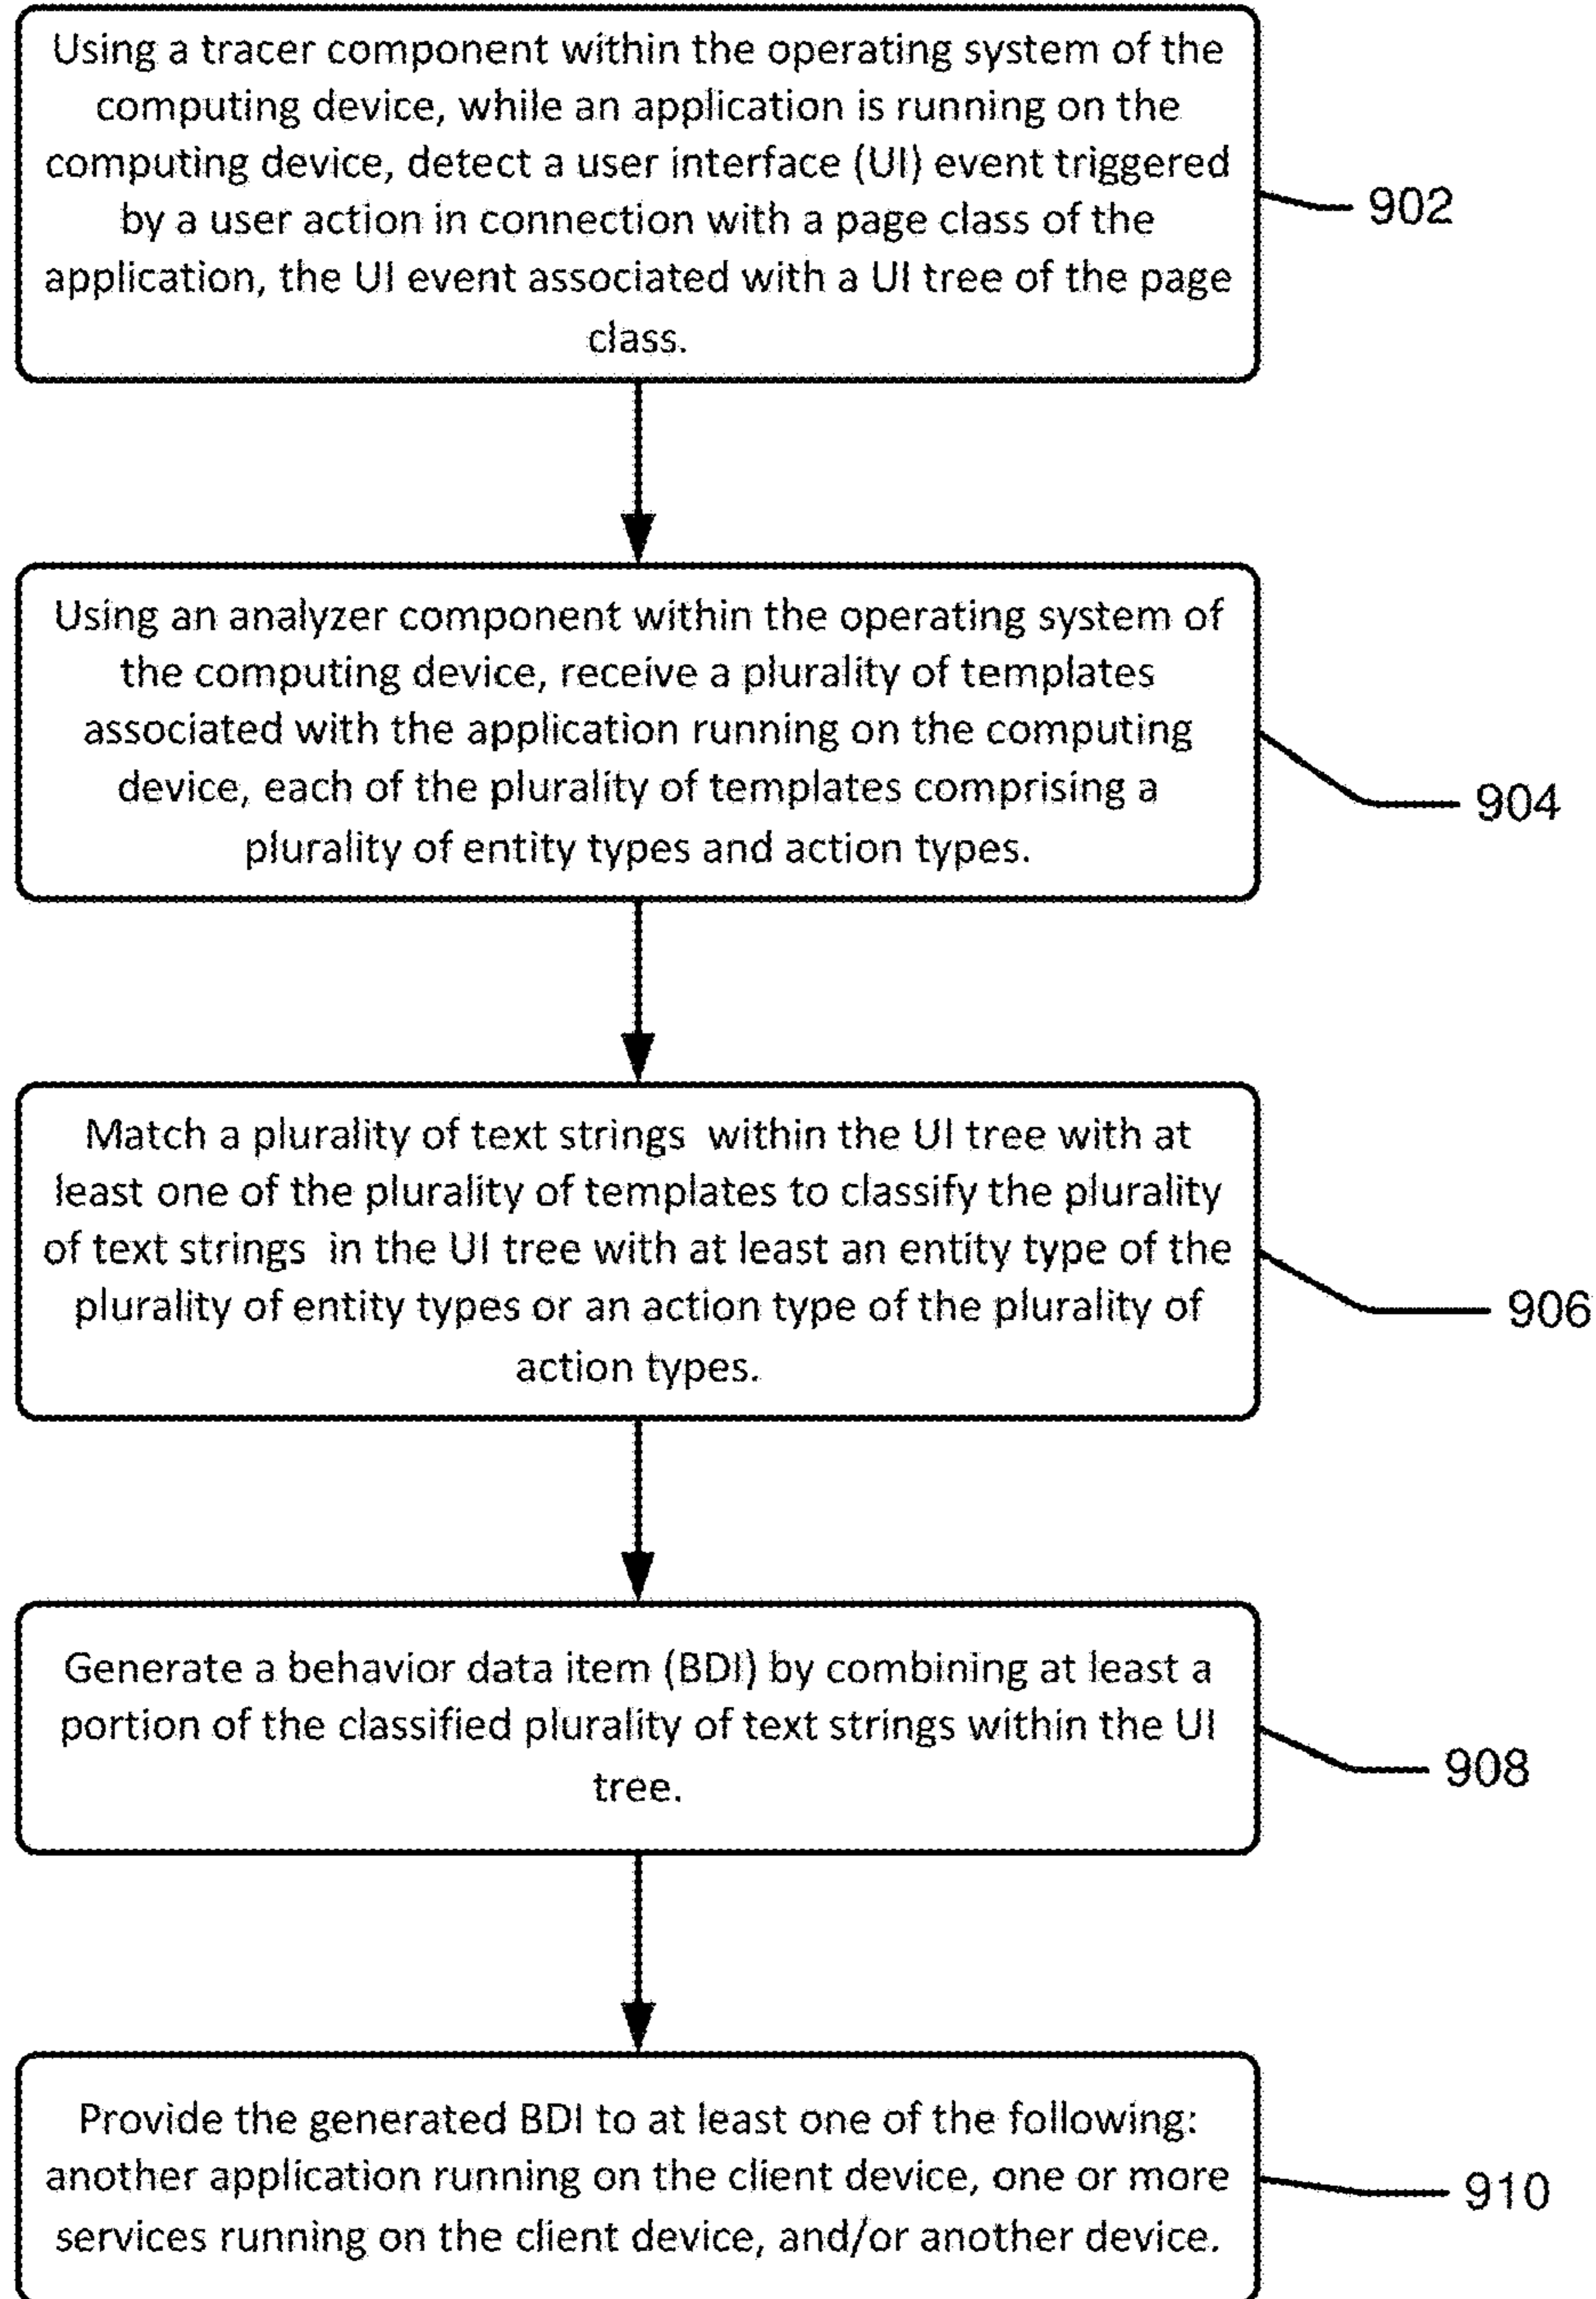 Using a tracer component within the operating system of the
computing device, while an application is running on the
computing device, detect a user interface (UI) event triggered
by a user action in connection with a page class of the
application, the UI event associated with a UI tree of the page
class.
902
Using an analyzer component within the operating system of
the computing device, receive a plurality of templates
associated with the application running on the computing
device, each of the plurality of templates comprising a
plurality of entity types and action types.
904
Match a plurality of text strings within the UI tree with at
least one of the plurality of templates to classify the plurality
of text strings in the UI tree with at least an entity type of the
plurality of entity types or an action type of the plurality of
action types.
906
Generate a behavior data item (BDI) by combining at least a
portion of the classified plurality of text strings within the UI
tree.
908
Provide the generated BDI to at least one of the following:
another application running on the client device, one or more
services running on the client device, and/or another device.
910